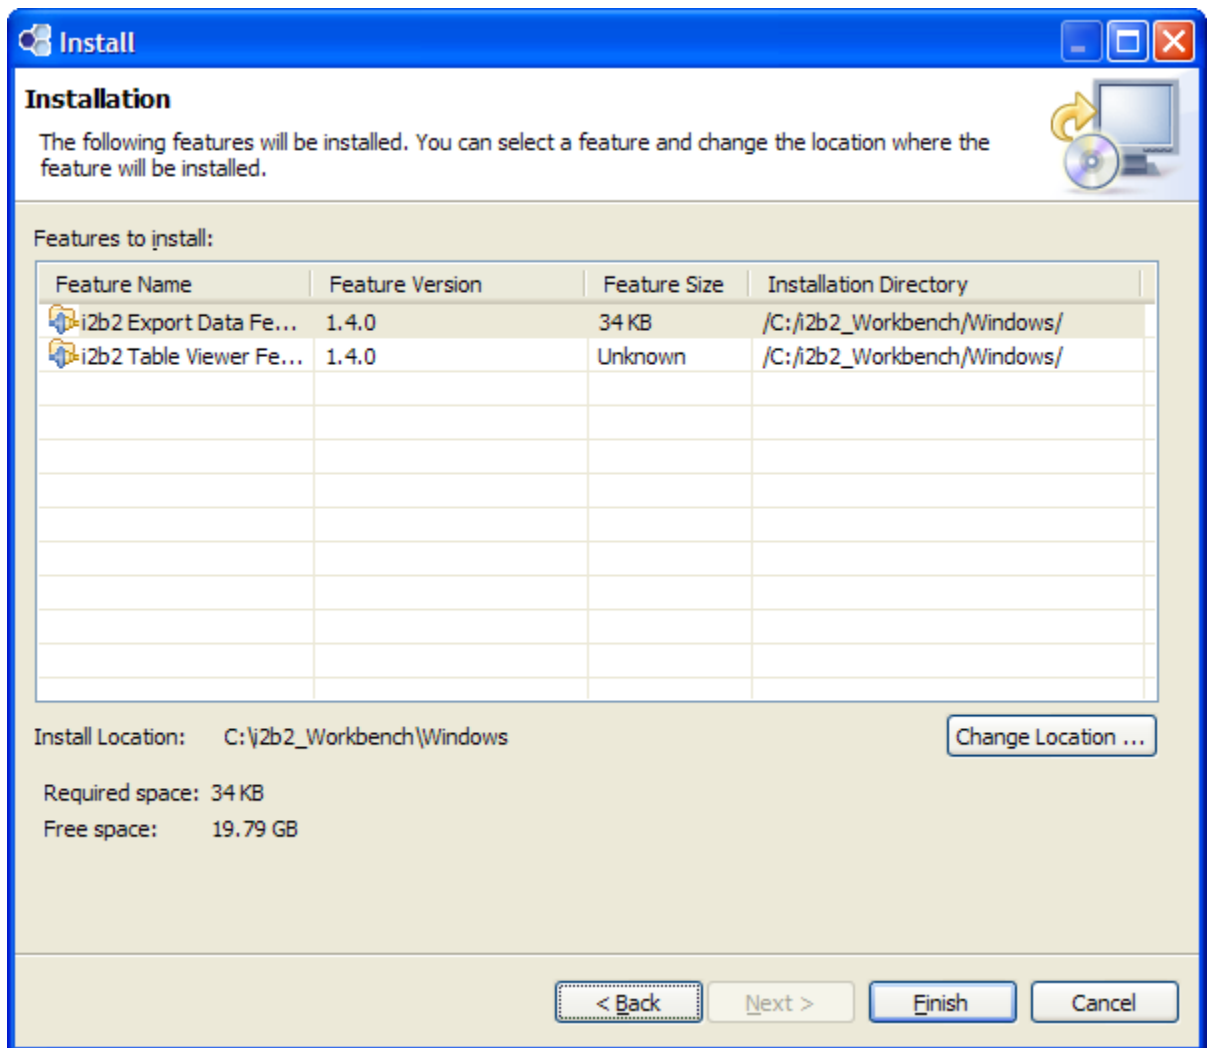 Install
Installation
The following features will be installed. You can select a feature and change the location where the
feature will be installed.
Features to install:
Feature Name Feature Version Feature Size Installation Directory
i2b2 Export Data Fe... 1.4.0 34 KB /C:/i2b2_Workbench/Windows/
i2b2 Table Viewer Fe... 1.4.0 Unknown /C:/i2b2_Workbench/Windows/
Install Location: C:\i2b2_Workbench\Windows Change Location ...
Required space: 34 KB
Free space: 19.79 GB
< Back Next > Finish Cancel